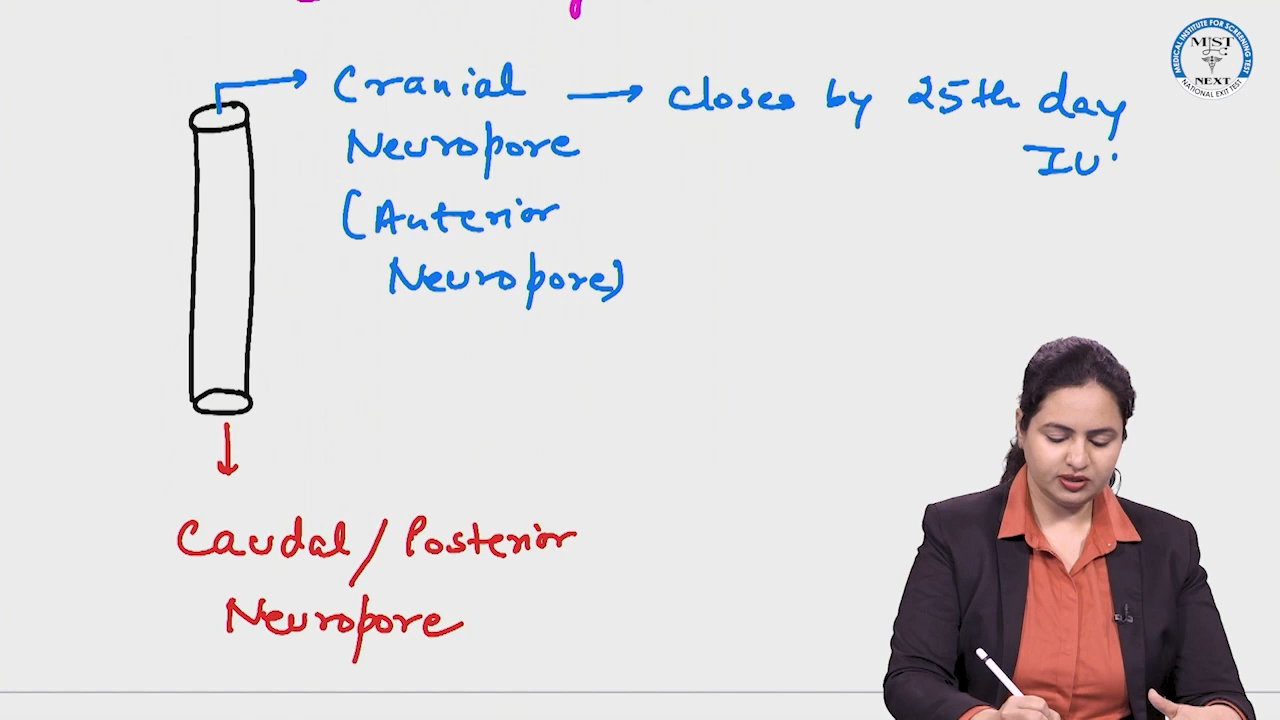 MEDICAL INSTITUTE FOR SCREENING TEST
MIST
NEXT
NATIONAL EXIT TEST
Cranial → closes by 25th day
Neuropore IU.
(Anterior
Neuropore)
Caudal / Posterior
Neuropore